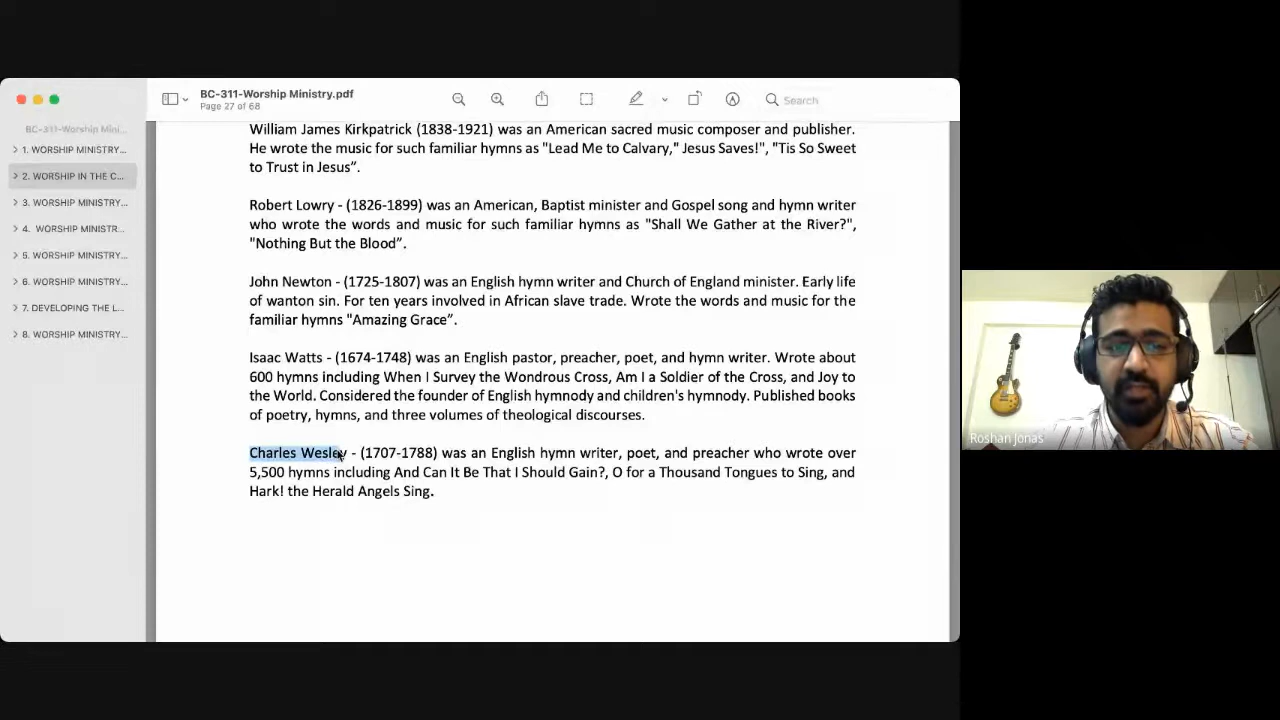 BC-311-Worship Ministry.pdf
Page 27 of 68
Search
BC-311-Worship Mini...
1. WORSHIP MINISTRY...
2. WORSHIP IN THE C...
3. WORSHIP MINISTRY...
4. WORSHIP MINISTR...
5. WORSHIP MINISTRY...
6. WORSHIP MINISTRY...
7. DEVELOPING THE L...
8. WORSHIP MINISTRY...
William James Kirkpatrick (1838-1921) was an American sacred music composer and publisher.
He wrote the music for such familiar hymns as "Lead Me to Calvary," Jesus Saves!", "Tis So Sweet
to Trust in Jesus”.
Robert Lowry - (1826-1899) was an American, Baptist minister and Gospel song and hymn writer
who wrote the words and music for such familiar hymns as "Shall We Gather at the River?",
"Nothing But the Blood”.
John Newton - (1725-1807) was an English hymn writer and Church of England minister. Early life
of wanton sin. For ten years involved in African slave trade. Wrote the words and music for the
familiar hymns "Amazing Grace”.
Isaac Watts - (1674-1748) was an English pastor, preacher, poet, and hymn writer. Wrote about
600 hymns including When I Survey the Wondrous Cross, Am I a Soldier of the Cross, and Joy to
the World. Considered the founder of English hymnody and children's hymnody. Published books
of poetry, hymns, and three volumes of theological discourses.
Charles Wesley - (1707-1788) was an English hymn writer, poet, and preacher who wrote over
5,500 hymns including And Can It Be That I Should Gain?, O for a Thousand Tongues to Sing, and
Hark! the Herald Angels Sing.
Roshan Jonas